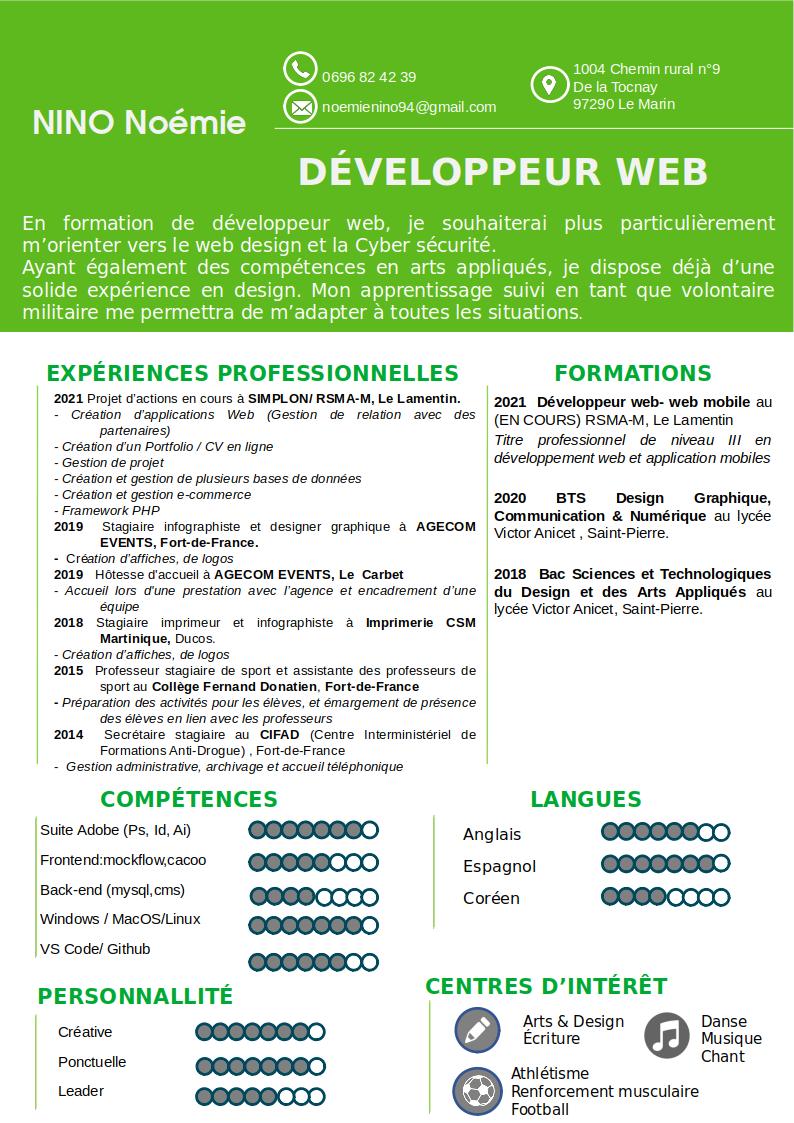 NINO Noémie
0696 82 42 39
noemienino94@gmail.com
1004 Chemin rural n°9
De la Tocnay
97290 Le Marin
DÉVELOPPEUR WEB
En formation de développeur web, je souhaiterai plus particulièrement
m’orienter vers le web design et la Cyber sécurité.
Ayant également des compétences en arts appliqués, je dispose déjà d’une
solide expérience en design. Mon apprentissage suivi en tant que volontaire
militaire me permettra de m’adapter à toutes les situations.
EXPÉRIENCES PROFESSIONNELLES
2021 Projet d’actions en cours à SIMPLON/ RSMA-M, Le Lamentin.
- Création d’applications Web (Gestion de relation avec des
partenaires)
- Création d’un Portfolio / CV en ligne
- Gestion de projet
- Création et gestion de plusieurs bases de données
- Création et gestion e-commerce
- Framework PHP
2019 Stagiaire infographiste et designer graphique à AGECOM
EVENTS, Fort-de-France.
- Création d’affiches, de logos
2019 Hôtesse d’accueil à AGECOM EVENTS, Le Carbet
- Accueil lors d’une prestation avec l’agence et encadrement d’une
équipe
2018 Stagiaire imprimeur et infographiste à Imprimerie CSM
Martinique, Ducos.
- Création d’affiches, de logos
2015 Professeur stagiaire de sport et assistante des professeurs de
sport au Collège Fernand Donatien, Fort-de-France
- Préparation des activités pour les élèves, et émargement de présence
des élèves en lien avec les professeurs
2014 Secrétaire stagiaire au CIFAD (Centre Interministériel de
Formations Anti-Drogue) , Fort-de-France
- Gestion administrative, archivage et accueil téléphonique
FORMATIONS
2021 Développeur web- web mobile au
(EN COURS) RSMA-M, Le Lamentin
Titre professionnel de niveau III en
développement web et application mobiles
2020 BTS Design Graphique,
Communication & Numérique au lycée
Victor Anicet , Saint-Pierre.
2018 Bac Sciences et Technologiques
du Design et des Arts Appliqués au
lycée Victor Anicet, Saint-Pierre.
COMPÉTENCES
Suite Adobe (Ps, Id, Ai)
Frontend:mockflow,cacoo
Back-end (mysql,cms)
Windows / MacOS/Linux
VS Code/ Github
LANGUES
Anglais
Espagnol
Coréen
PERSONNALLITÉ
Créative
Ponctuelle
Leader
CENTRES D’INTÉRÊT
Arts & Design
Écriture
Danse
Musique
Chant
Athlétisme
Renforcement musculaire
Football